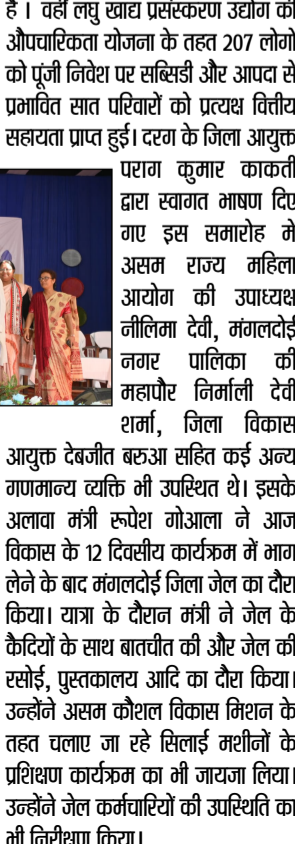 है । वहीं लघु खाद्य प्रसंस्करण उद्योग की
औपचारिकता योजना के तहत 207 लोगों
को पूंजी निवेश पर सब्सिडी और आपदा से
प्रभावित सात परिवारों को प्रत्यक्ष वित्तीय
सहायता प्राप्त हुई। दरग के जिला आयुक्त
पराग कुमार काकती
द्वारा स्वागत भाषण दिए
गए इस समारोह मे
असम राज्य महिला
आयोग की उपाध्यक्ष
नीलिमा देवी, मंगलदोई
नगर पालिका की
महापौर निर्माली देवी
शर्मा, जिला विकास
आयुक्त देबजीत बरुआ सहित कई अन्य
गणमान्य व्यक्ति भी उपस्थित थे। इसके
अलावा मंत्री रूपेश गोआला ने आज
विकास के 12 दिवसीय कार्यक्रम में भाग
लेने के बाद मंगलदोई जिला जेल का दौरा
किया। यात्रा के दौरान मंत्री ने जेल के
कैदियों के साथ बातचीत की और जेल की
रसोई, पुस्तकालय आदि का दौरा किया।
उन्होंने असम कौशल विकास मिशन के
तहत चलाए जा रहे सिलाई मशीनों के
प्रशिक्षण कार्यक्रम का भी जायजा लिया।
उन्होंने जेल कर्मचारियों की उपस्थिति का
भी निरीक्षण किया।